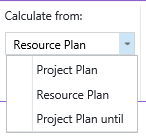 Calculate from:
Resource Plan
Project Plan
Resource Plan
Project Plan until